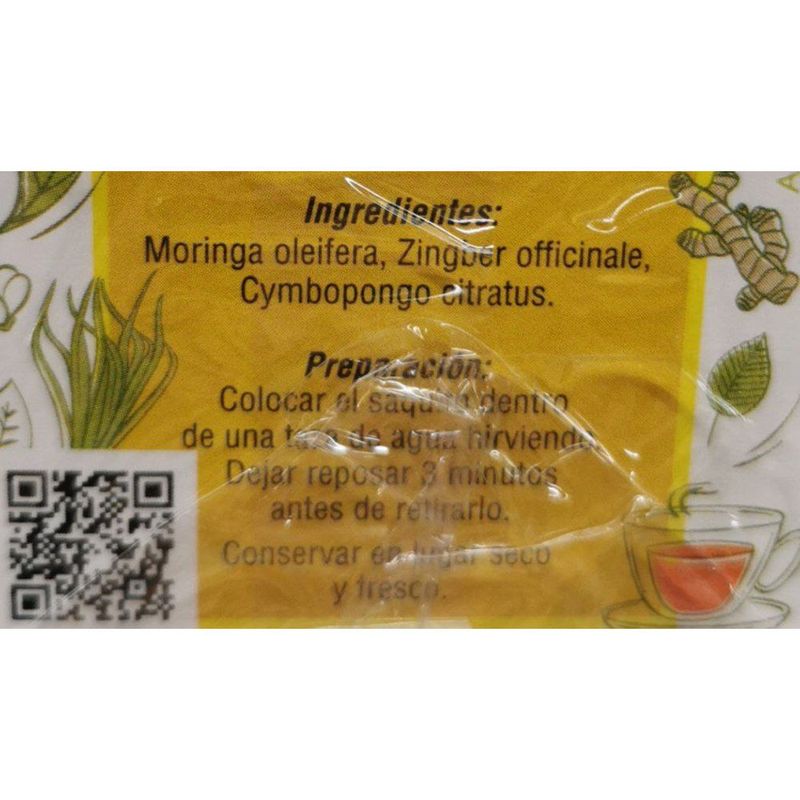 Ingredientes:
Moringa oleifera, Zingber officinale,
Cymbopongo citratus.
Preparación:
Colocar el saquito dentro
de una taza de agua hirviendo.
Dejar reposar 3 minutos
antes de retirarlo.
Conservar en lugar seco
y fresco.